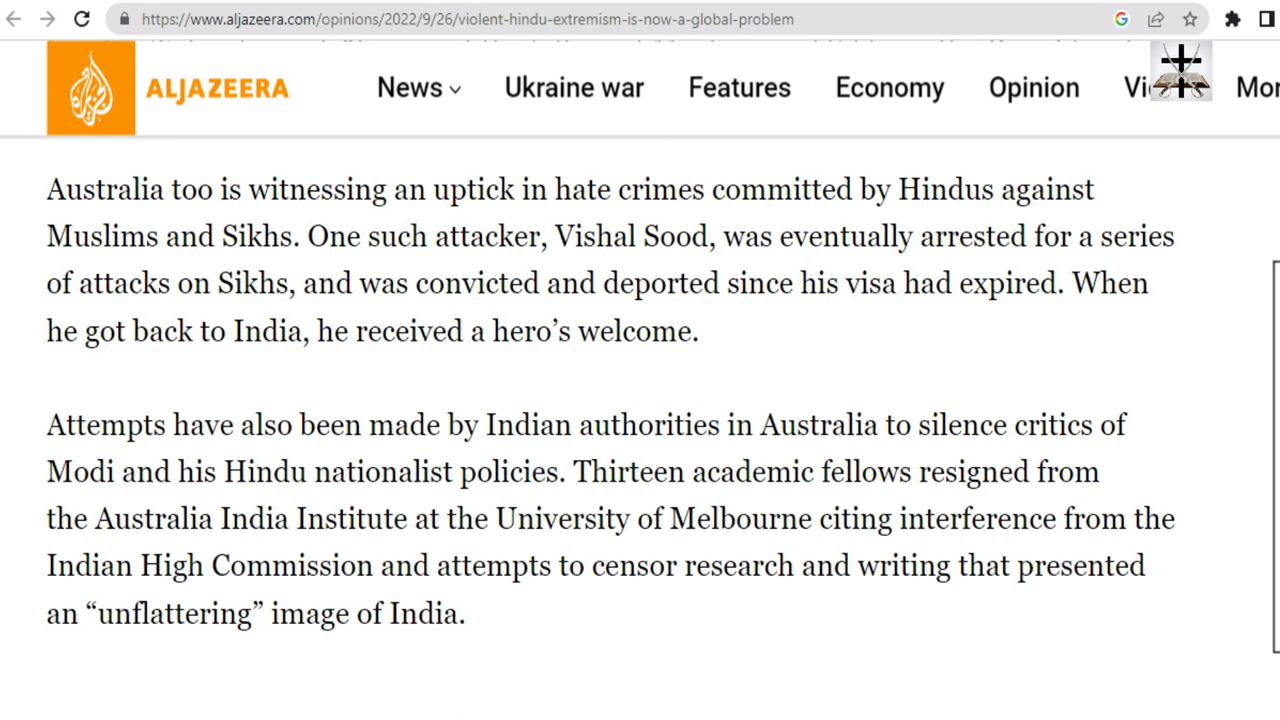 https://www.aljazeera.com/opinions/2022/9/26/violent-hindu-extremism-is-now-a-global-problem
ALJAZEERA
News Ukraine war Features Economy Opinion
Australia too is witnessing an uptick in hate crimes committed by Hindus against
Muslims and Sikhs. One such attacker, Vishal Sood, was eventually arrested for a series
of attacks on Sikhs, and was convicted and deported since his visa had expired. When
he got back to India, he received a hero’s welcome.
Attempts have also been made by Indian authorities in Australia to silence critics of
Modi and his Hindu nationalist policies. Thirteen academic fellows resigned from
the Australia India Institute at the University of Melbourne citing interference from the
Indian High Commission and attempts to censor research and writing that presented
an “unflattering” image of India.